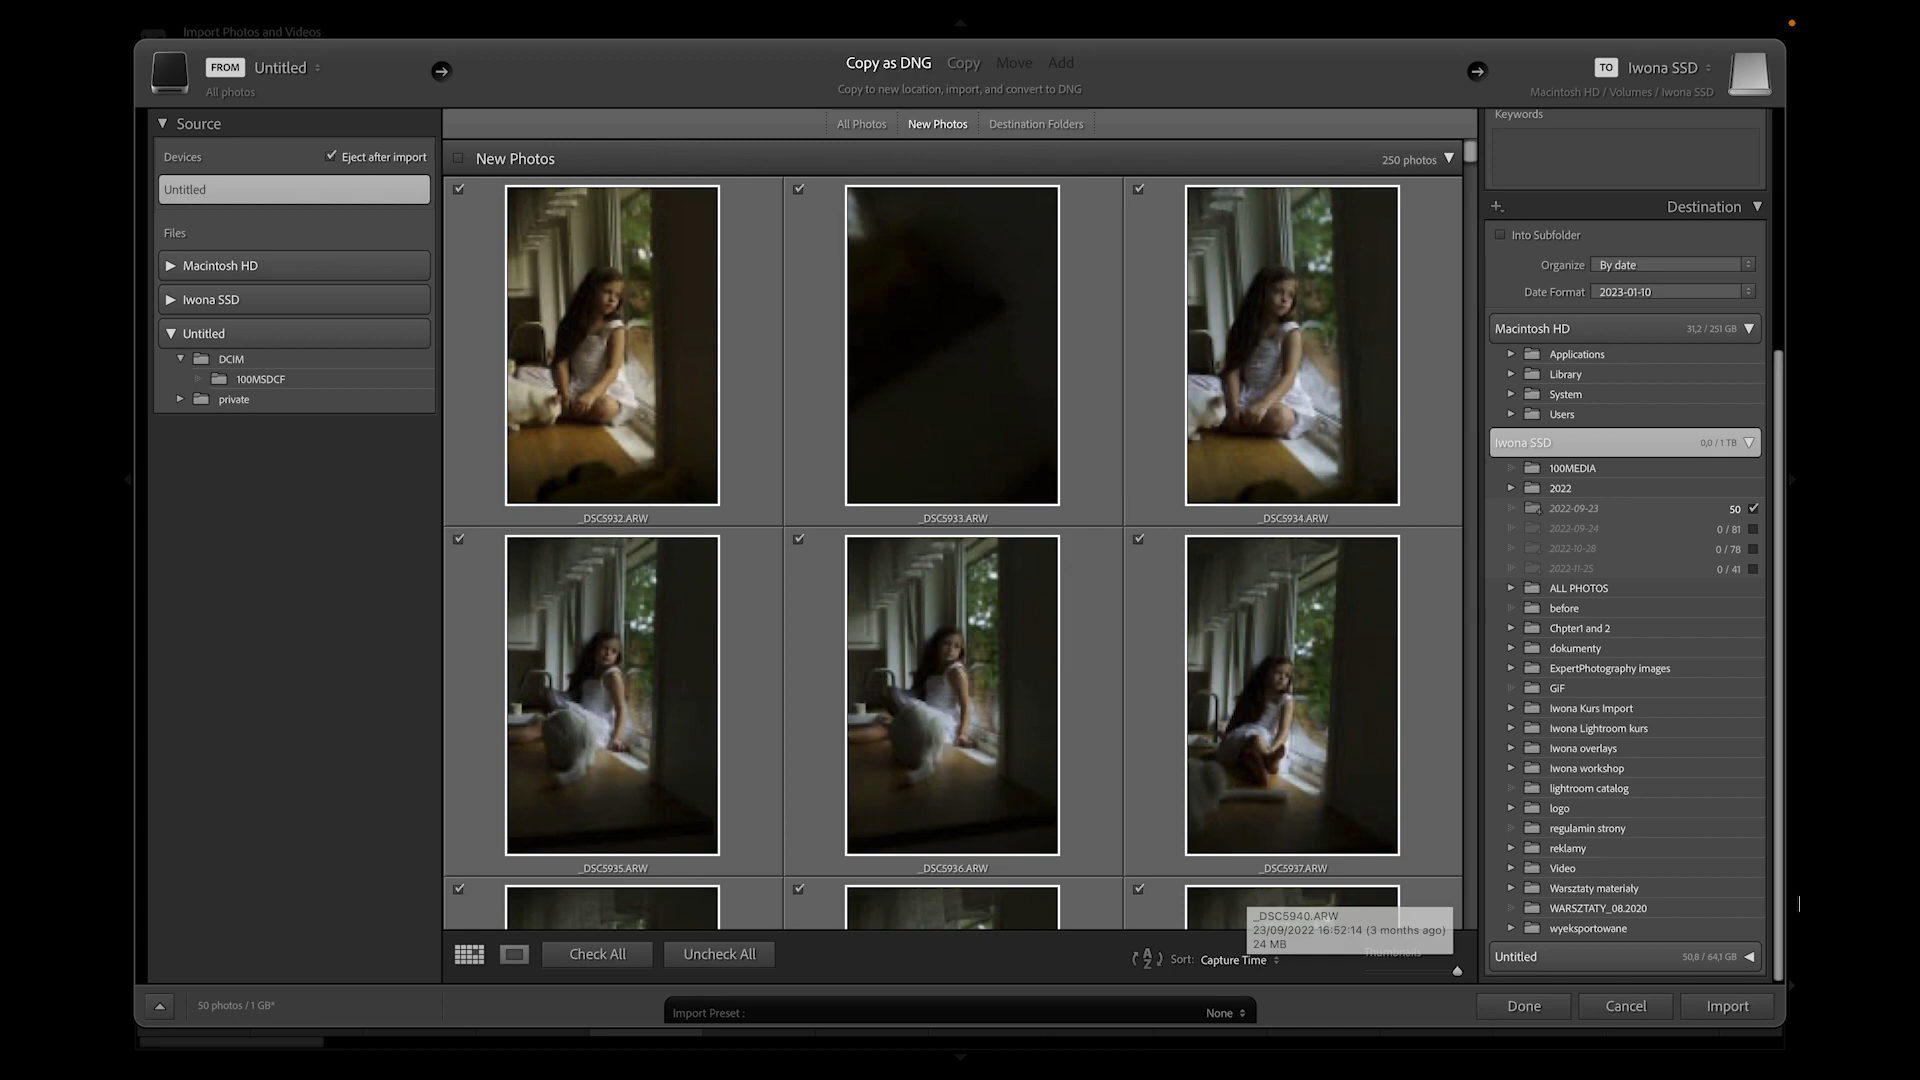 Import Photos and Videos
FROM Untitled
All photos
Copy as DNG Copy Move Add
Copy to new location, import, and convert to DNG
TO Iwona SSD
Macintosh HD / Volumes / Iwona SSD
Source
Devices
Eject after import
Untitled
Files
Macintosh HD
Iwona SSD
Untitled
DCIM
100MSDCF
private
All Photos New Photos Destination Folders
New Photos
250 photos
_DSC5932.ARW
_DSC5933.ARW
_DSC5934.ARW
_DSC5935.ARW
_DSC5936.ARW
_DSC5937.ARW
_DSC5940.ARW
23/09/2022 16:52:14 (3 months ago)
24 MB
Check All
Uncheck All
Sort: Capture Time
Thumbnails
Keywords
Destination
Into Subfolder
Organize By date
Date Format 2023-01-10
Macintosh HD 31,2 / 251 GB
Applications
Library
System
Users
Iwona SSD 0,0 / 1 TB
100MEDIA
2022
2022-09-23 50
2022-09-24 0 / 81
2022-10-28 0 / 78
2022-11-25 0 / 41
ALL PHOTOS
before
Chpter1 and 2
dokumenty
ExpertPhotography images
GiF
Iwona Kurs Import
Iwona Lightroom kurs
Iwona overlays
Iwona workshop
lightroom catalog
logo
regulamin strony
reklamy
Video
Warsztaty materiały
WARSZTATY_08.2020
wyeksportowane
Untitled 50,8 / 64,1 GB
50 photos / 1 GB*
Import Preset : None
Done
Cancel
Import